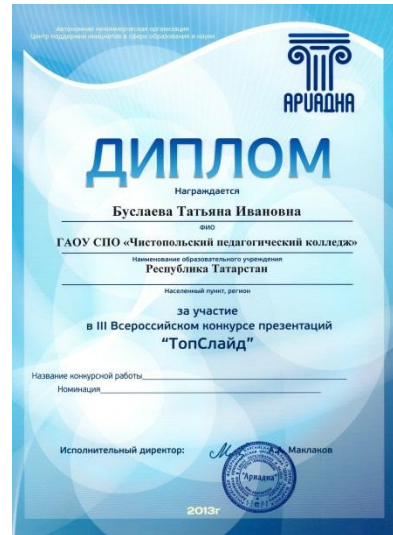 Автономная некоммерческая организация
Центр поддержки инициатив в сфере образования и науки
АРИАДНА
ДИПЛОМ
Награждается
Буслаева Татьяна Ивановна
ФИО
ГАОУ СПО «Чистопольский педагогический колледж»
Наименование образовательного учреждения
Республика Татарстан
Населенный пункт, регион
за участие
в III Всероссийском конкурсе презентаций
“ТопСлайд”
Название конкурсной работы
Номинация
Исполнительный директор:
Маклаков
"Ариадна"
2013г